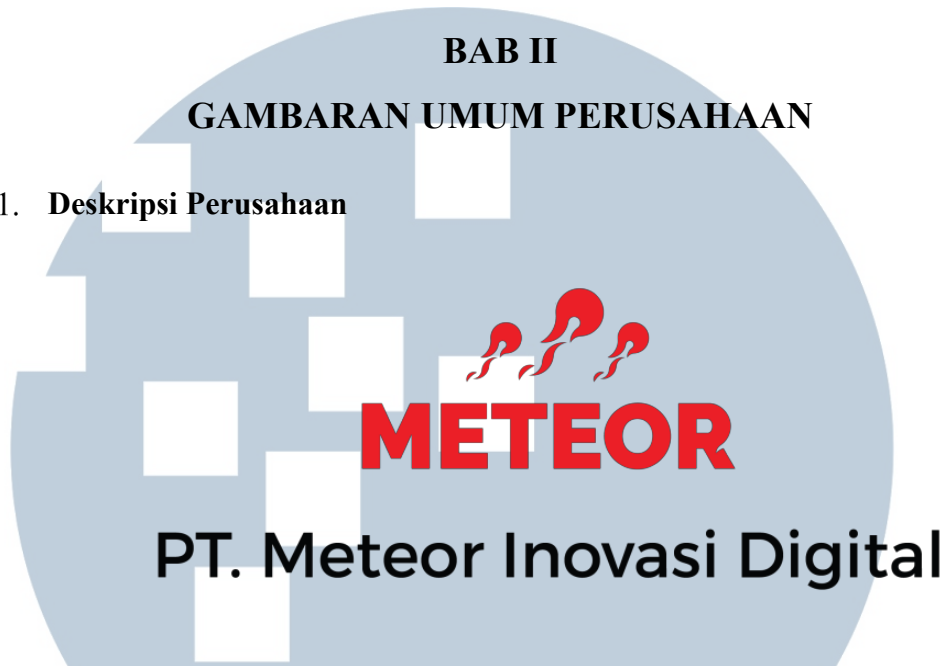 BAB II
GAMBARAN UMUM PERUSAHAAN
1. Deskripsi Perusahaan
METEOR
PT. Meteor Inovasi Digital